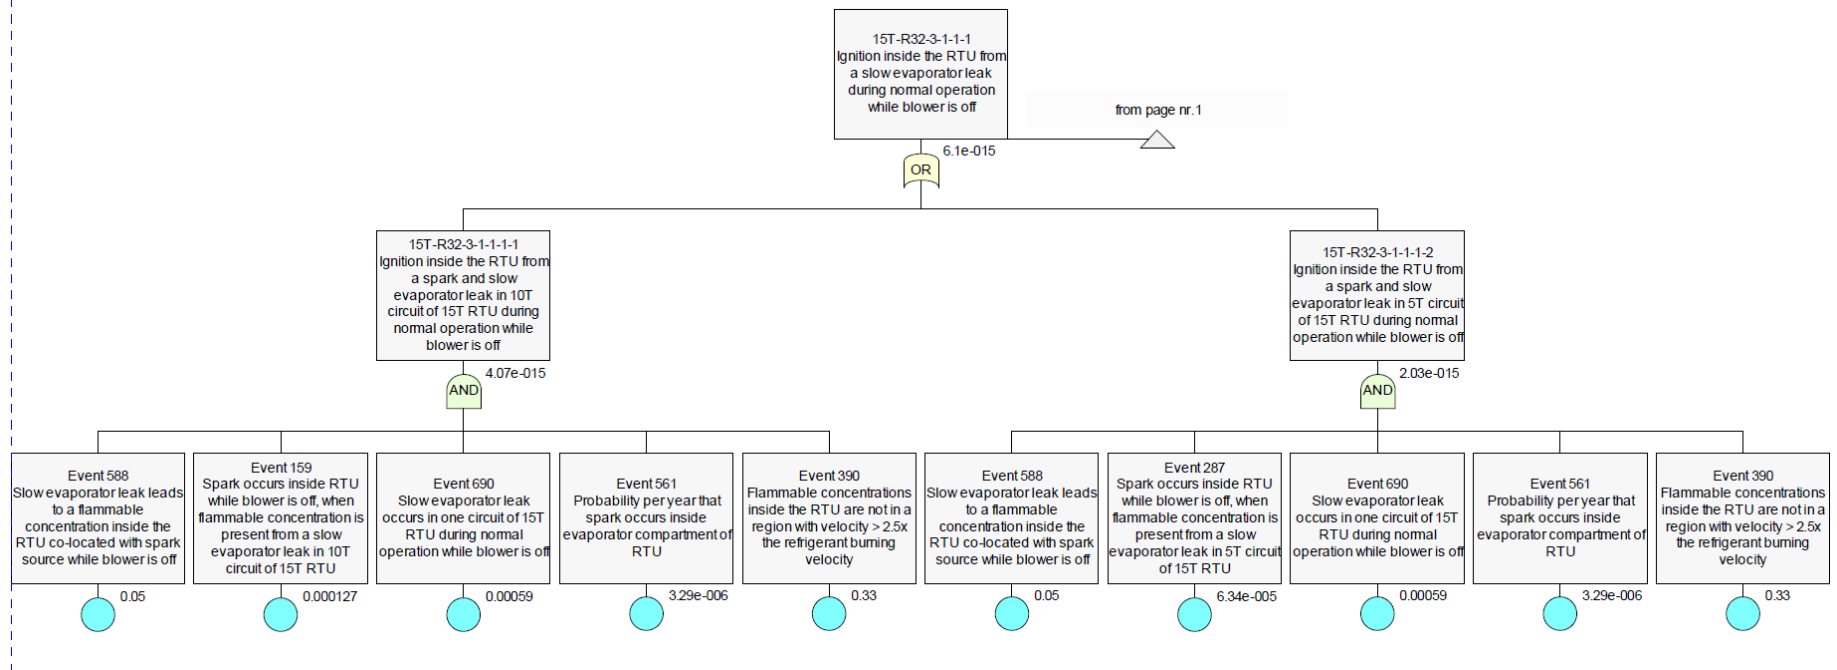 15T-R32-3-1-1-1
Ignition inside the RTU from
a slow evaporator leak
during normal operation
while blower is off
from page nr.1
6.1e-015
OR
15T-R32-3-1-1-1-1
Ignition inside the RTU from
a spark and slow
evaporator leak in 10T
circuit of 15T RTU during
normal operation while
blower is off
4.07e-015
AND
15T-R32-3-1-1-1-2
Ignition inside the RTU from
a spark and slow
evaporator leak in 5T circuit
of 15T RTU during normal
operation while blower is off
2.03e-015
AND
Event 588
Slow evaporator leak leads
to a flammable
concentration inside the
RTU co-located with spark
source while blower is off
0.05
Event 159
Spark occurs inside RTU
while blower is off, when
flammable concentration is
present from a slow
evaporator leak in 10T
circuit of 15T RTU
0.000127
Event 690
Slow evaporator leak
occurs in one circuit of 15T
RTU during normal
operation while blower is off
0.00059
Event 561
Probability per year that
spark occurs inside
evaporator compartment of
RTU
3.29e-006
Event 390
Flammable concentrations
inside the RTU are not in a
region with velocity > 2.5x
the refrigerant burning
velocity
0.33
Event 588
Slow evaporator leak leads
to a flammable
concentration inside the
RTU co-located with spark
source while blower is off
0.05
Event 287
Spark occurs inside RTU
while blower is off, when
flammable concentration is
present from a slow
evaporator leak in 5T circuit
of 15T RTU
6.34e-005
Event 690
Slow evaporator leak
occurs in one circuit of 15T
RTU during normal
operation while blower is off
0.00059
Event 561
Probability per year that
spark occurs inside
evaporator compartment of
RTU
3.29e-006
Event 390
Flammable concentrations
inside the RTU are not in a
region with velocity > 2.5x
the refrigerant burning
velocity
0.33